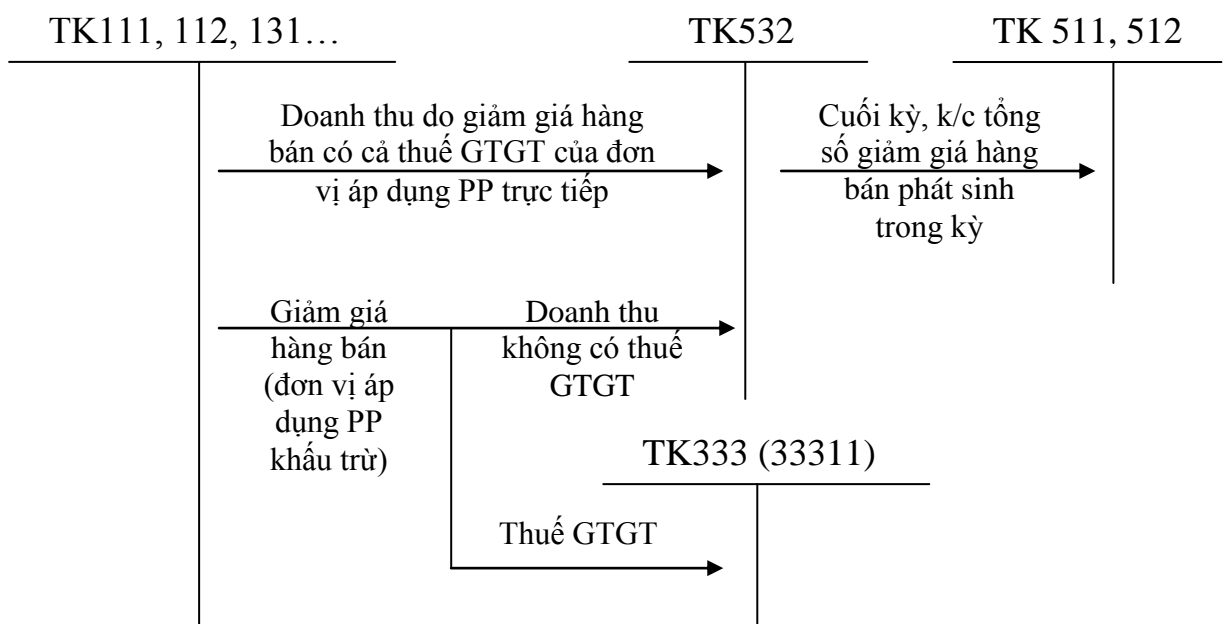 TK111, 112, 131…
TK532
TK 511, 512
Doanh thu do giảm giá hàng
bán có cả thuế GTGT của đơn
vị áp dụng PP trực tiếp
Cuối kỳ, k/c tổng
số giảm giá hàng
bán phát sinh
trong kỳ
Giảm giá
hàng bán
(đơn vị áp
dụng PP
khấu trừ)
Doanh thu
không có thuế
GTGT
TK333 (33311)
Thuế GTGT